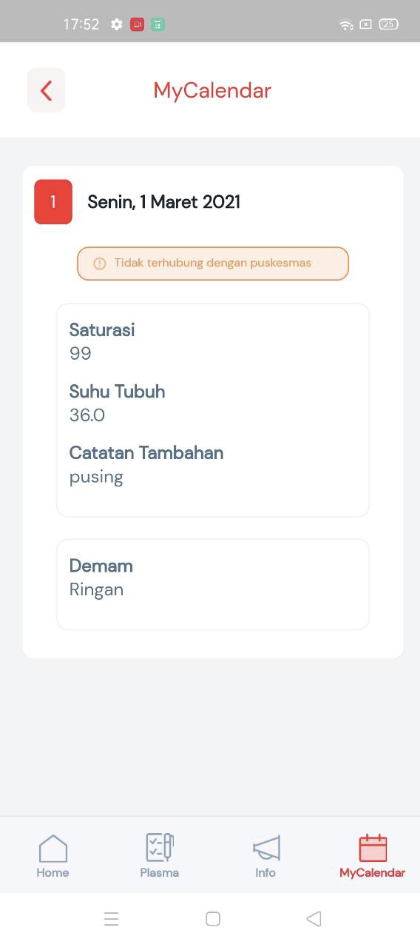 17:52
25
MyCalendar
1 Senin, 1 Maret 2021
Tidak terhubung dengan puskesmas
Saturasi
99
Suhu Tubuh
36.0
Catatan Tambahan
pusing
Demam
Ringan
Home Plasma Info MyCalendar